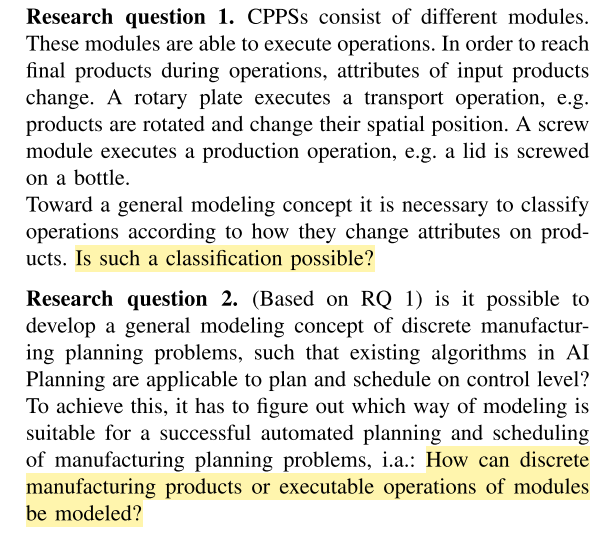 Research question 1. CPPSs consist of different modules.
These modules are able to execute operations. In order to reach
final products during operations, attributes of input products
change. A rotary plate executes a transport operation, e.g.
products are rotated and change their spatial position. A screw
module executes a production operation, e.g. a lid is screwed
on a bottle.
Toward a general modeling concept it is necessary to classify
operations according to how they change attributes on prod-
ucts. Is such a classification possible?
Research question 2. (Based on RQ 1) is it possible to
develop a general modeling concept of discrete manufactur-
ing planning problems, such that existing algorithms in AI
Planning are applicable to plan and schedule on control level?
To achieve this, it has to figure out which way of modeling is
suitable for a successful automated planning and scheduling
of manufacturing planning problems, i.a.: How can discrete
manufacturing products or executable operations of modules
be modeled?